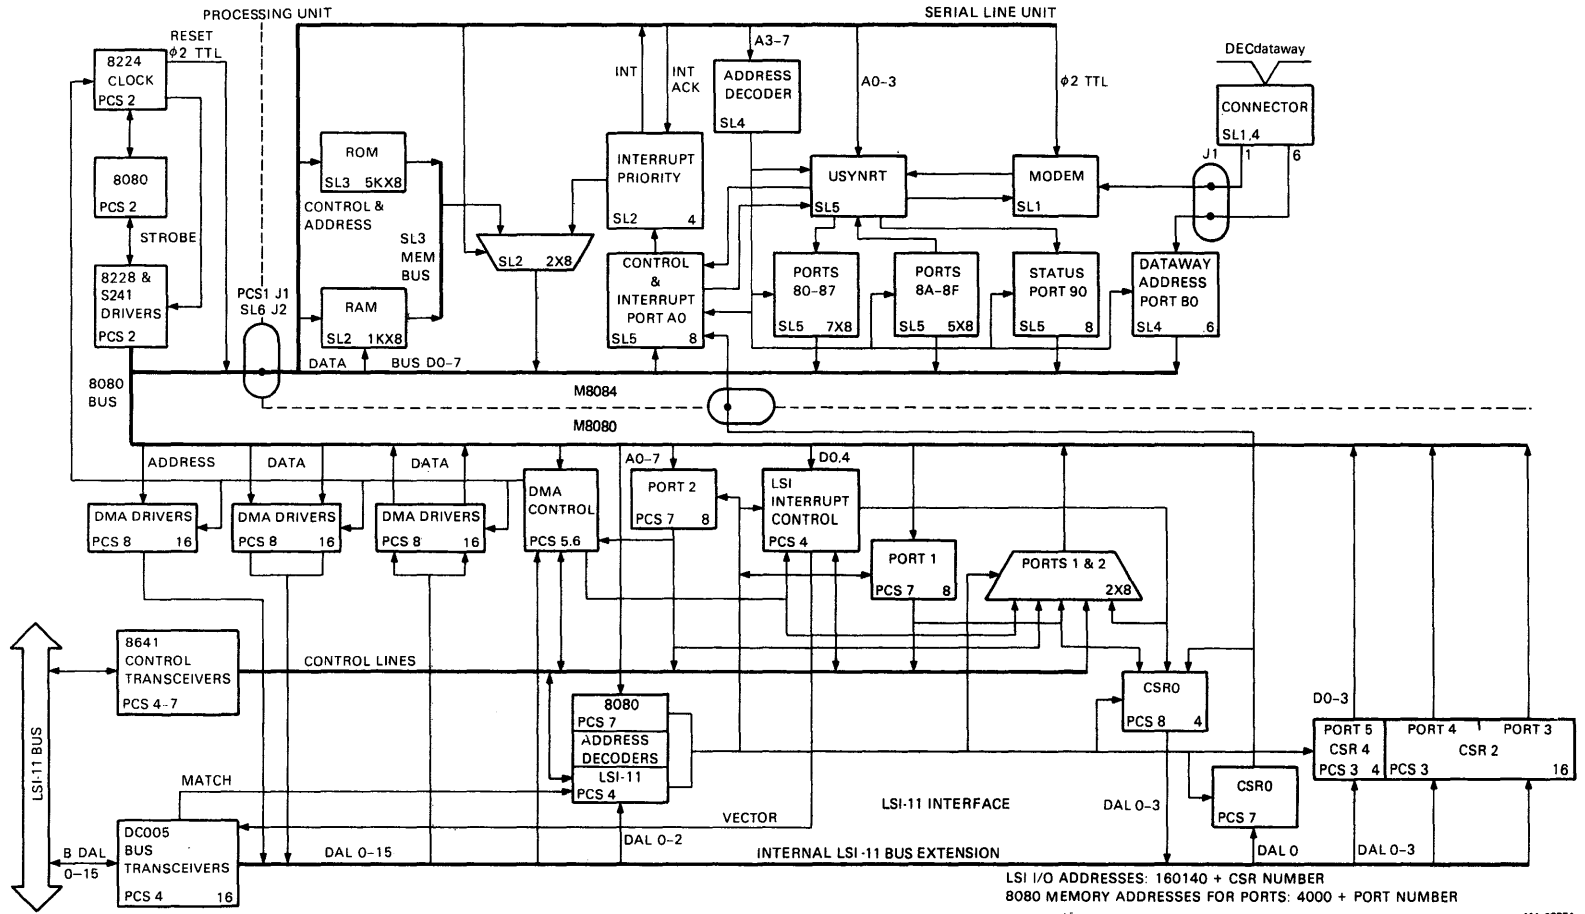 PROCESSING UNIT
SERIAL LINE UNIT
RESET
ϕ2 TTL
8224
CLOCK
PCS 2
8080
PCS 2
STROBE
8228 &
S241
DRIVERS
PCS 2
8080
BUS
PCS1 J1
SL6 J2
ROM
SL3 5KX8
CONTROL &
ADDRESS
SL3
MEM
BUS
RAM
SL2 1KX8
DATA BUS D0-7
SL2 2X8
INT
INT
ACK
INTERRUPT
PRIORITY
SL2 4
CONTROL
&
INTERRUPT
PORT A0
SL5 8
A3-7
ADDRESS
DECODER
SL4
A0-3
ϕ2 TTL
USYNRT
SL5
MODEM
SL1
DECdataway
CONNECTOR
SL1,4
1 6
J1
PORTS
80-87
SL5 7X8
PORTS
8A-8F
SL5 5X8
STATUS
PORT 90
SL5 8
DATAWAY
ADDRESS
PORT B0
SL4 6
M8084
M8080
ADDRESS
DATA
DATA
DMA DRIVERS
PCS 8 16
DMA DRIVERS
PCS 8 16
DMA DRIVERS
PCS 8 16
DMA
CONTROL
PCS 5.6
A0-7
PORT 2
PCS 7 8
D0.4
LSI
INTERRUPT
CONTROL
PCS 4
PORT 1
PCS 7 8
PORTS 1 & 2
2X8
LSI-11 BUS
8641
CONTROL
TRANSCEIVERS
PCS 4-7
CONTROL LINES
8080
PCS 7
ADDRESS
DECODERS
LSI-11
PCS 4
CSR0
PCS 8 4
D0-3
PORT 5
CSR 4
PCS 3 4
PORT 4 PORT 3
CSR 2
PCS 3 16
CSR0
PCS 7
MATCH
VECTOR
LSI-11 INTERFACE
DAL 0-3
B DAL
0-15
DC005
BUS
TRANSCEIVERS
PCS 4 16
DAL 0-15
DAL 0-2
INTERNAL LSI-11 BUS EXTENSION
DAL 0
DAL 0-3
LSI I/O ADDRESSES: 160140 + CSR NUMBER
8080 MEMORY ADDRESSES FOR PORTS: 4000 + PORT NUMBER